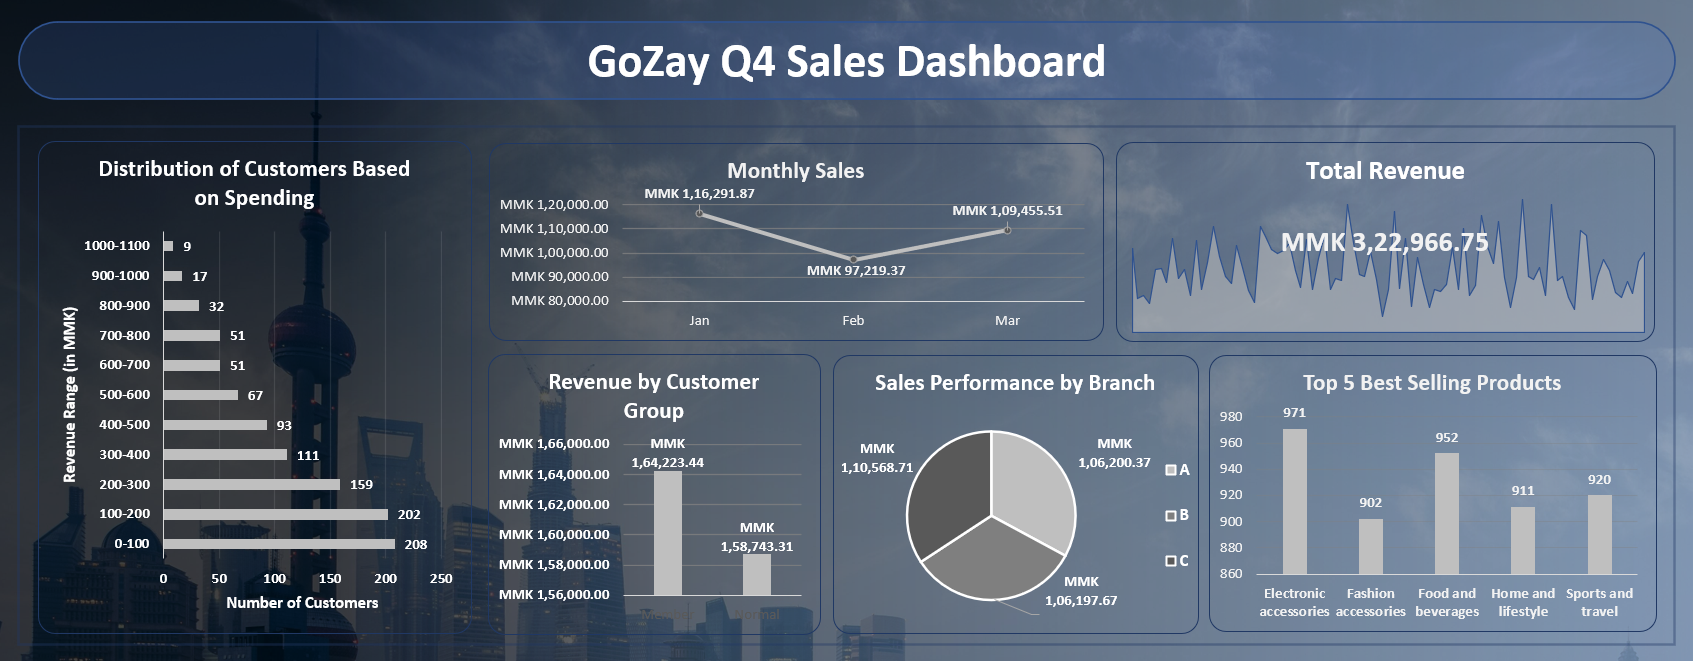 GoZay Q4 Sales Dashboard
Distribution of Customers Based
on Spending
Revenue Range (in MMK)
1000-1100
9
900-1000
17
800-900
32
700-800
51
600-700
51
500-600
67
400-500
93
300-400
111
200-300
159
100-200
202
0-100
208
0 50 100 150 200 250
Number of Customers
Monthly Sales
MMK 1,20,000.00
MMK 1,10,000.00
MMK 1,00,000.00
MMK 90,000.00
MMK 80,000.00
MMK 1,16,291.87
MMK 97,219.37
MMK 1,09,455.51
Jan Feb Mar
Total Revenue
MMK 3,22,966.75
Revenue by Customer
Group
MMK 1,66,000.00
MMK 1,64,000.00
MMK 1,62,000.00
MMK 1,60,000.00
MMK 1,58,000.00
MMK 1,56,000.00
MMK
1,64,223.44
MMK
1,58,743.31
Member Normal
Sales Performance by Branch
MMK
1,10,568.71
MMK
1,06,200.37
MMK
1,06,197.67
A
B
C
Top 5 Best Selling Products
980
960
940
920
900
880
860
971
902
952
911
920
Electronic
accessories
Fashion
accessories
Food and
beverages
Home and
lifestyle
Sports and
travel